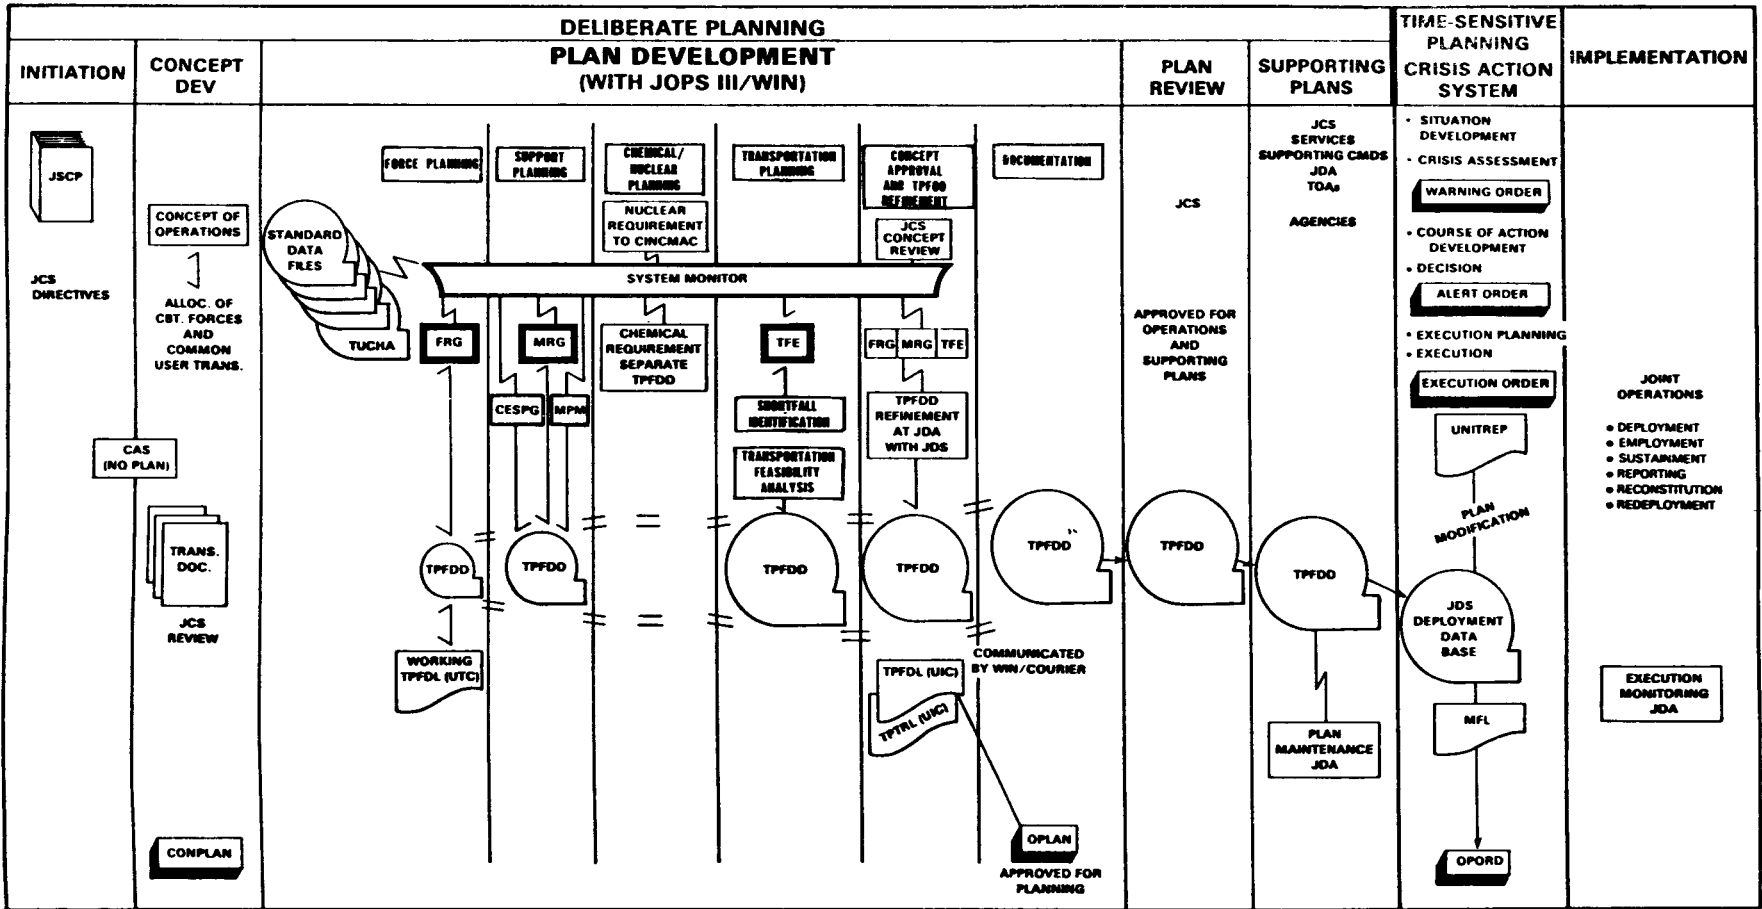 DELIBERATE PLANNING
TIME-SENSITIVE
PLANNING
CRISIS ACTION
SYSTEM
IMPLEMENTATION
INITIATION
CONCEPT
DEV
PLAN DEVELOPMENT
(WITH JOPS III/WIN)
PLAN
REVIEW
SUPPORTING
PLANS
JSCP
JCS
DIRECTIVES
CONCEPT OF
OPERATIONS
ALLOC. OF
CBT. FORCES
AND
COMMON
USER TRANS.
CAS
(NO PLAN)
TRANS.
DOC.
JCS
REVIEW
CONPLAN
STANDARD
DATA
FILES
TUCHA
FORCE PLANNING
SYSTEM MONITOR
FRG
TPFDD
WORKING
TPFDL (UTC)
SUPPORT
PLANNING
MRG
CESPG
MPM
TPFDD
CHEMICAL/
NUCLEAR
PLANNING
NUCLEAR
REQUIREMENT
TO CINCMAC
CHEMICAL
REQUIREMENT
SEPARATE
TPFDD
TRANSPORTATION
PLANNING
TFE
SHORTFALL
IDENTIFICATION
TRANSPORTATION
FEASIBILITY
ANALYSIS
TPFDD
CONCEPT
APPROVAL
AND TPFDD
REFINEMENT
JCS
CONCEPT
REVIEW
FRG MRG TFE
TPFDD
REFINEMENT
AT JDA
WITH JDS
TPFDD
TPFDL (UIC)
TPTRL (UIC)
DOCUMENTATION
TPFDD
COMMUNICATED
BY WIN/COURIER
OPLAN
APPROVED FOR
PLANNING
JCS
APPROVED FOR
OPERATIONS
AND
SUPPORTING
PLANS
TPFDD
JCS
SERVICES
SUPPORTING CMDS
JDA
TOAs
AGENCIES
TPFDD
PLAN
MAINTENANCE
JDA
• SITUATION
DEVELOPMENT
• CRISIS ASSESSMENT
WARNING ORDER
• COURSE OF ACTION
DEVELOPMENT
• DECISION
ALERT ORDER
• EXECUTION PLANNING
• EXECUTION
EXECUTION ORDER
UNITREP
PLAN
MODIFICATION
JDS
DEPLOYMENT
DATA
BASE
MFL
OPORD
JOINT
OPERATIONS
• DEPLOYMENT
• EMPLOYMENT
• SUSTAINMENT
• REPORTING
• RECONSTITUTION
• REDEPLOYMENT
EXECUTION
MONITORING
JDA